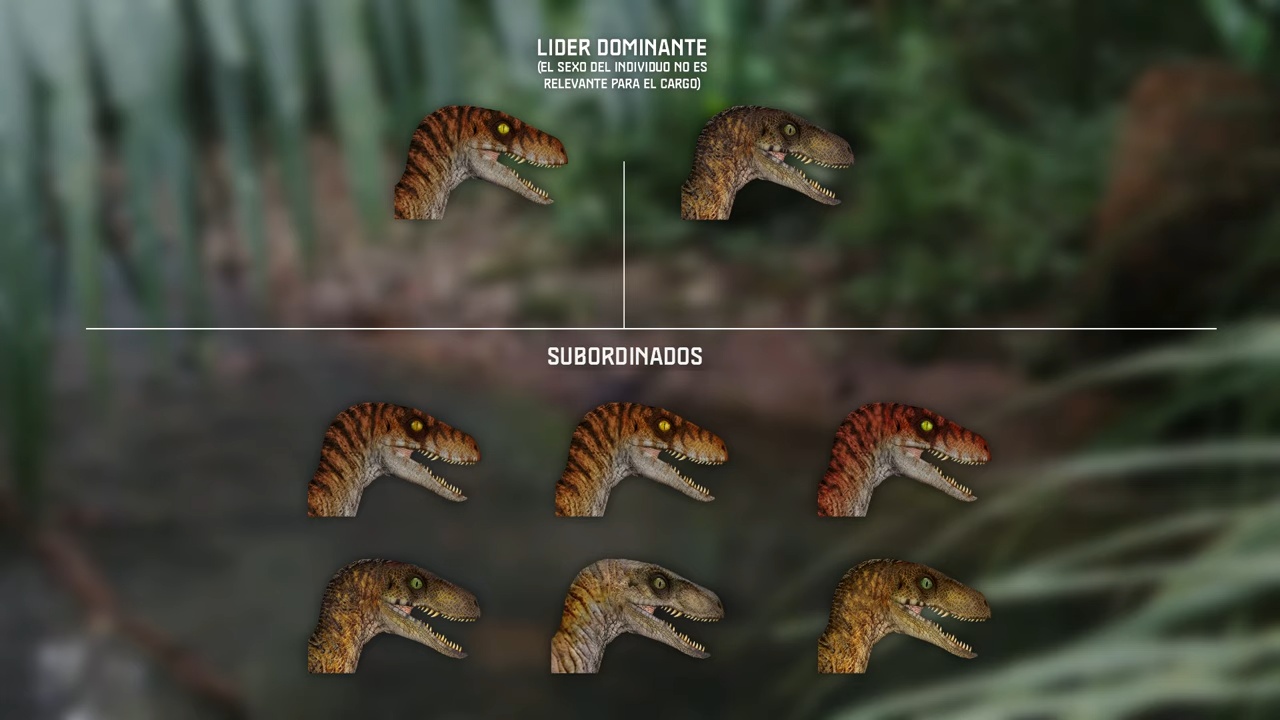 LIDER DOMINANTE
(EL SEXO DEL INDIVIDUO NO ES
RELEVANTE PARA EL CARGO)
SUBORDINADOS